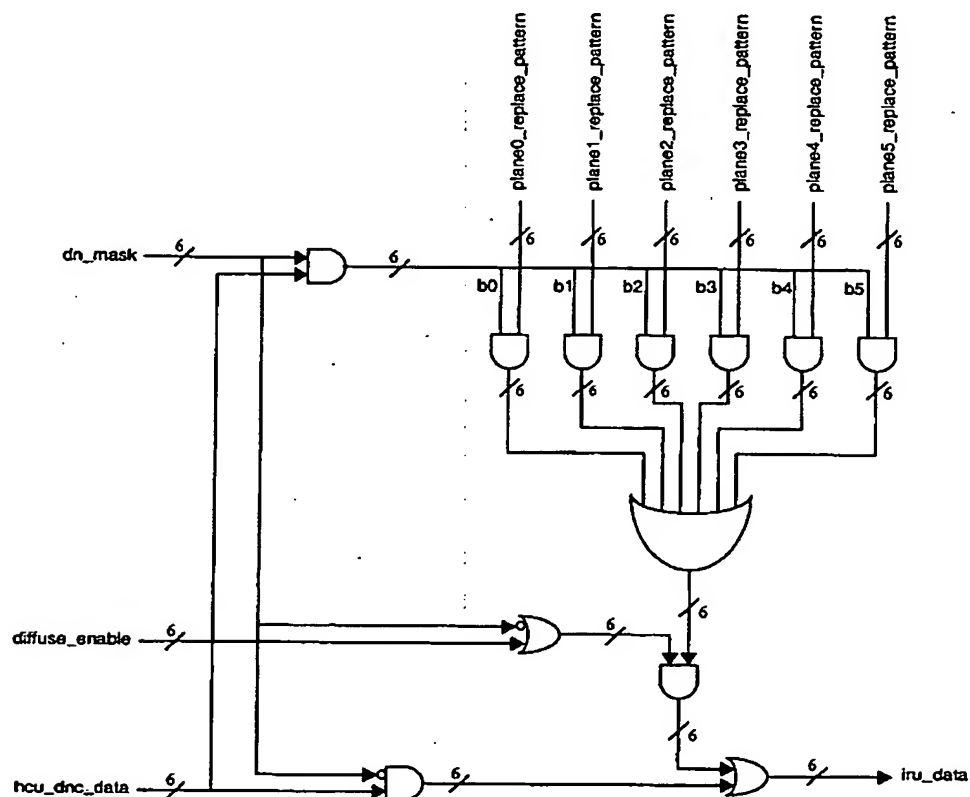 plane0_replace_pattern
plane1_replace_pattern
plane2_replace_pattern
plane3_replace_pattern
plane4_replace_pattern
plane5_replace_pattern
6 6 6 6 6 6
dn_mask 6 6
b0 b1 b2 b3 b4 b5
6 6 6 6 6 6
6
diffuse_enable 6 6
6
hcu_dnc_data 6 6 6 iru_data